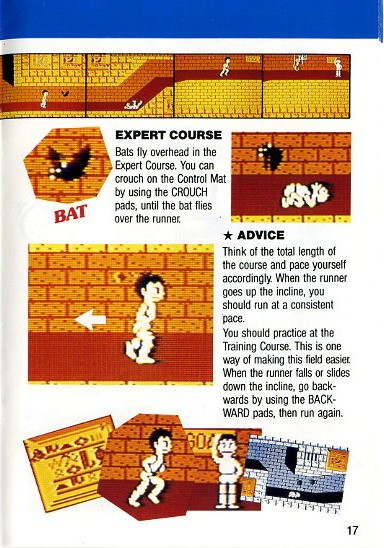 EXPERT COURSE
Bats fly overhead in the
Expert Course. You can
crouch on the Control Mat
by using the CROUCH
pads, until the bat flies
over the runner.
BAT
★ ADVICE
Think of the total length of
the course and pace yourself
accordingly. When the runner
goes up the incline, you
should run at a consistent
pace.
You should practice at the
Training Course. This is one
way of making this field easier.
When the runner falls or slides
down the incline, go back-
wards by using the BACK-
WARD pads, then run again.
GOA
17